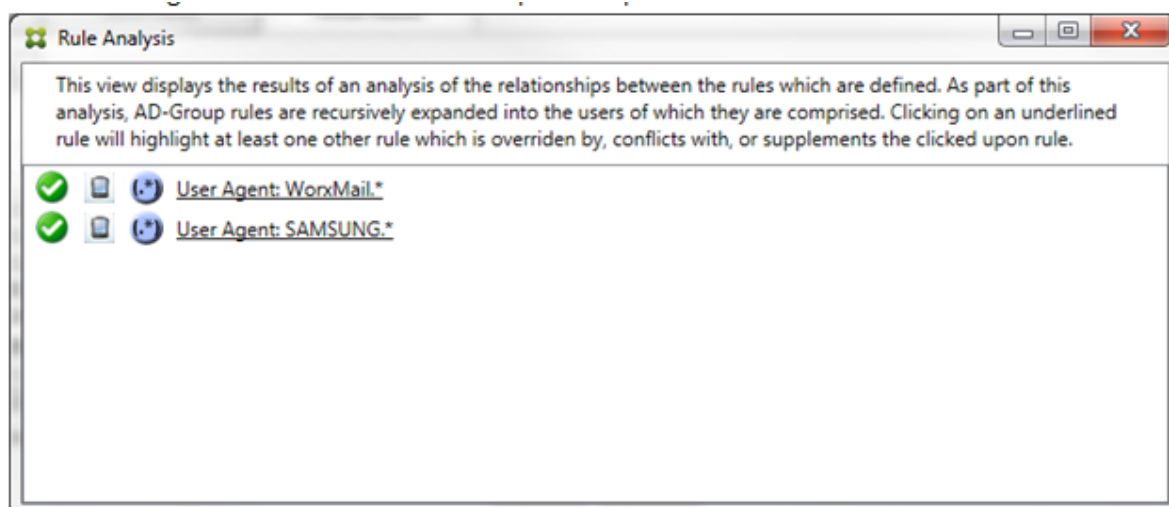 Rule Analysis
This view displays the results of an analysis of the relationships between the rules which are defined. As part of this
analysis, AD-Group rules are recursively expanded into the users of which they are comprised. Clicking on an underlined
rule will highlight at least one other rule which is overriden by, conflicts with, or supplements the clicked upon rule.
(.*) User Agent: WorxMail.*
(.*) User Agent: SAMSUNG.*